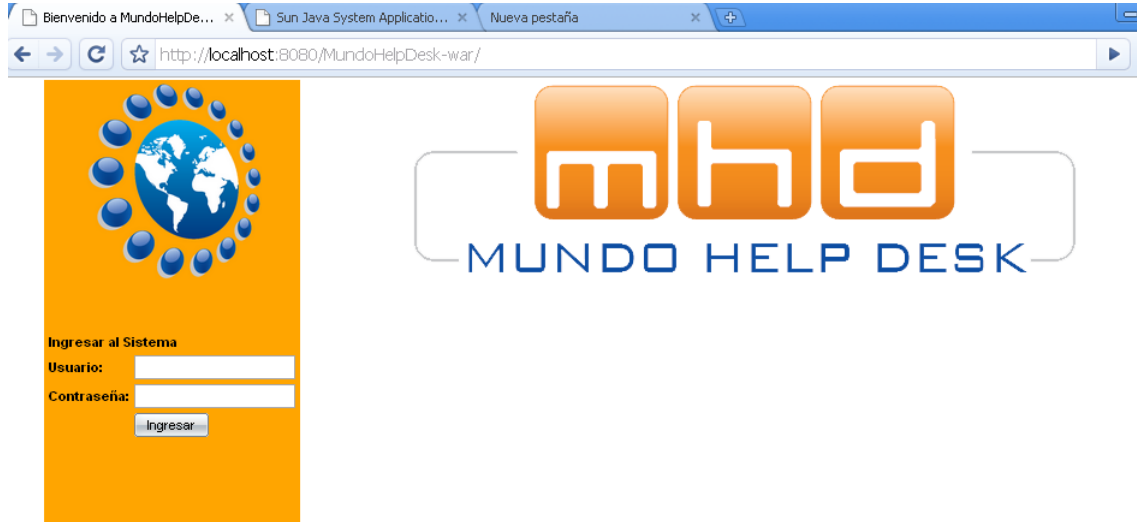 Bienvenido a MundoHelpDe...
Sun Java System Applicatio...
Nueva pestaña
http://localhost:8080/MundoHelpDesk-war/
mhd
MUNDO HELP DESK
Ingresar al Sistema
Usuario:
Contraseña:
Ingresar